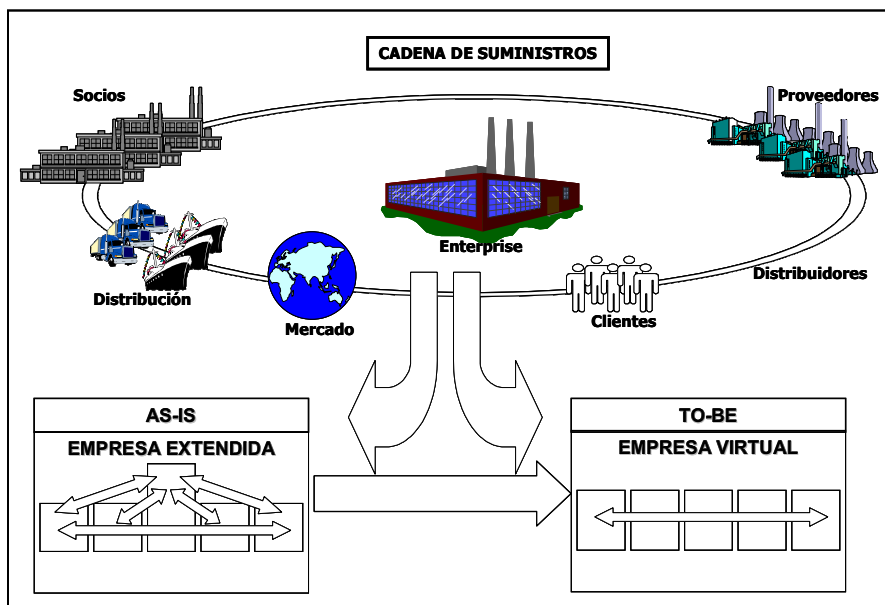 CADENA DE SUMINISTROS
Socios
Proveedores
Enterprise
Distribución
Distribuidores
Mercado
Clientes
AS-IS
EMPRESA EXTENDIDA
TO-BE
EMPRESA VIRTUAL